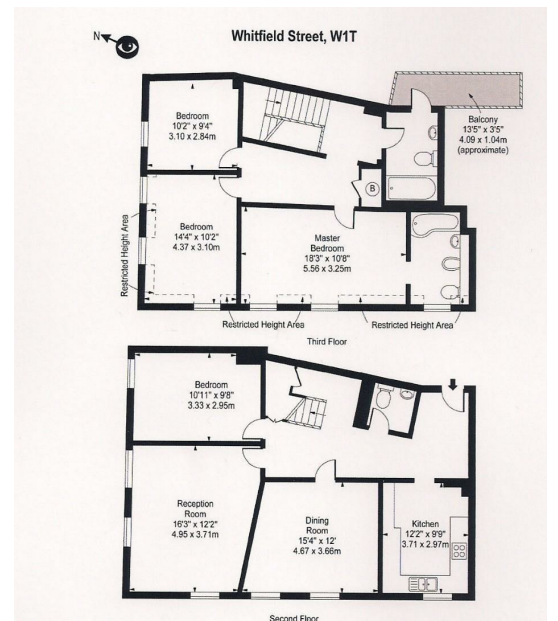 N
Whitfield Street, W1T
Bedroom
10'2" x 9'4"
3.10 x 2.84m
Balcony
13'5" x 3'5"
4.09 x 1.04m
(approximate)
B
Bedroom
14'4" x 10'2"
4.37 x 3.10m
Master
Bedroom
18'3" x 10'8"
5.56 x 3.25m
Restricted Height Area
Restricted Height Area
Restricted Height Area
Third Floor
Bedroom
10'11" x 9'8"
3.33 x 2.95m
Reception
Room
16'3" x 12'2"
4.95 x 3.71m
Dining
Room
15'4" x 12'
4.67 x 3.66m
Kitchen
12'2" x 9'9"
3.71 x 2.97m
Second Floor